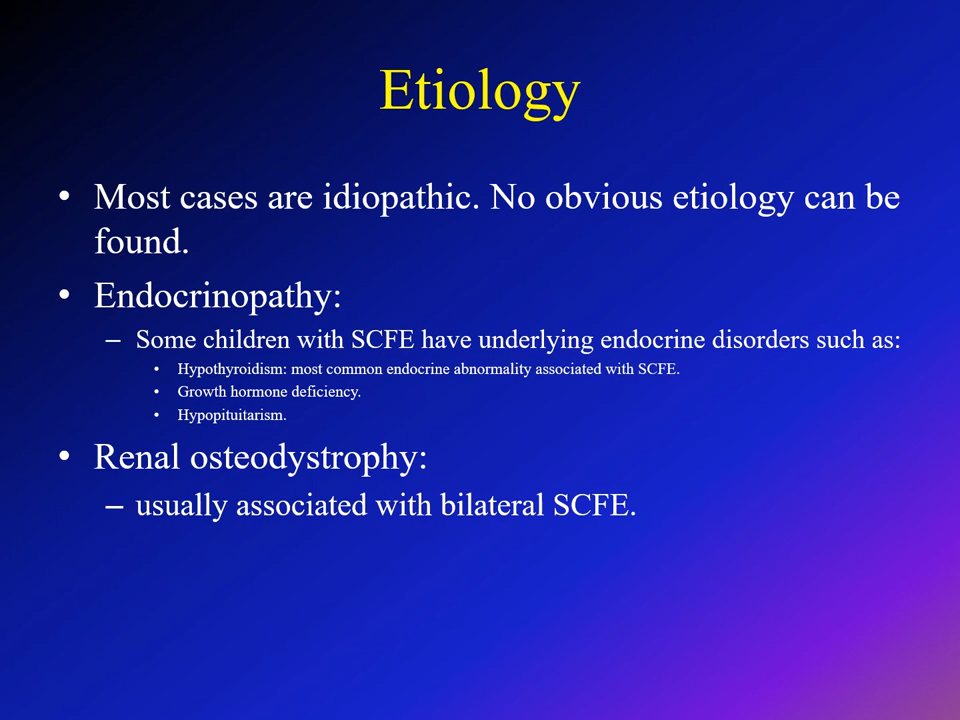 Etiology
• Most cases are idiopathic. No obvious etiology can be
found.
• Endocrinopathy:
– Some children with SCFE have underlying endocrine disorders such as:
• Hypothyroidism: most common endocrine abnormality associated with SCFE.
• Growth hormone deficiency.
• Hypopituitarism.
• Renal osteodystrophy:
– usually associated with bilateral SCFE.